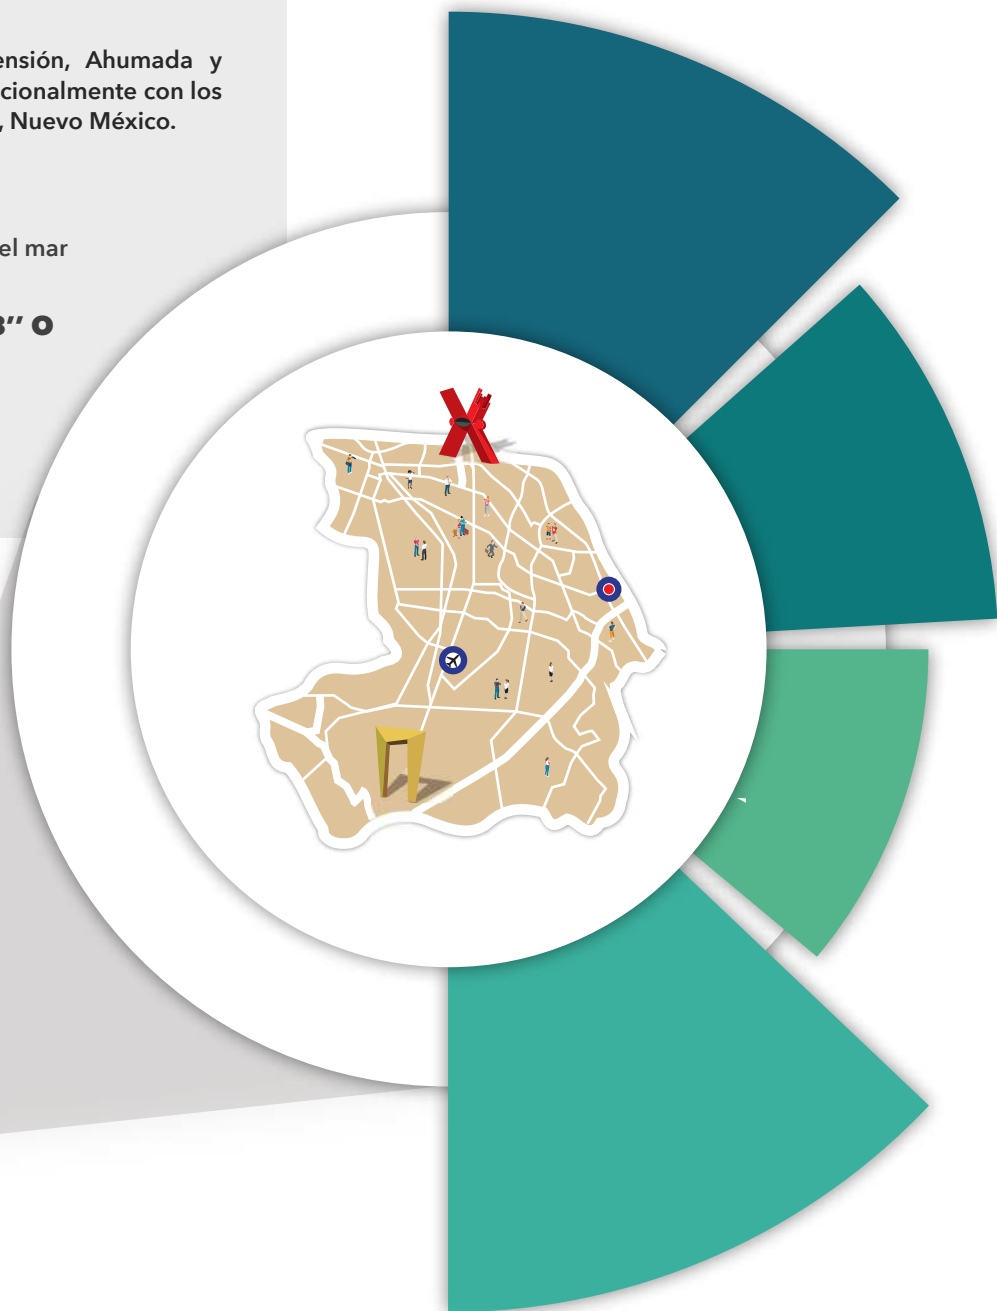 ensión, Ahumada y
cionalmente con los
, Nuevo México.
el mar
3″ O